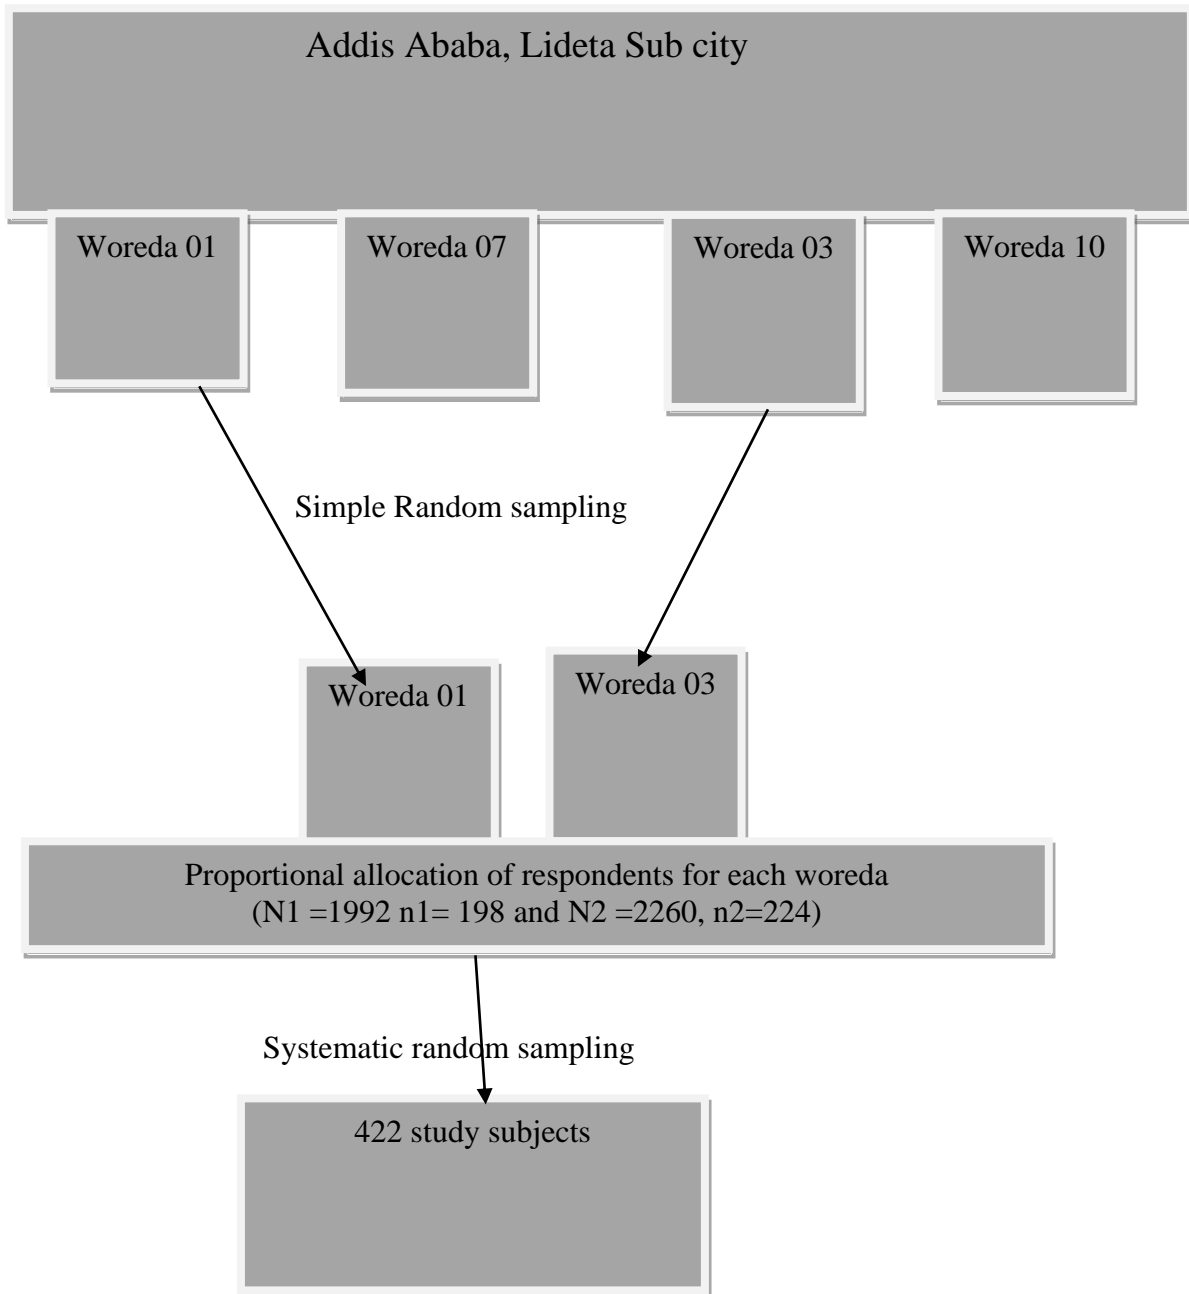 Addis Ababa, Lideta Sub city
Woreda 01
Woreda 07
Woreda 03
Woreda 10
Simple Random sampling
Woreda 01
Woreda 03
Proportional allocation of respondents for each woreda
(N1 =1992 n1= 198 and N2 =2260, n2=224)
Systematic random sampling
422 study subjects